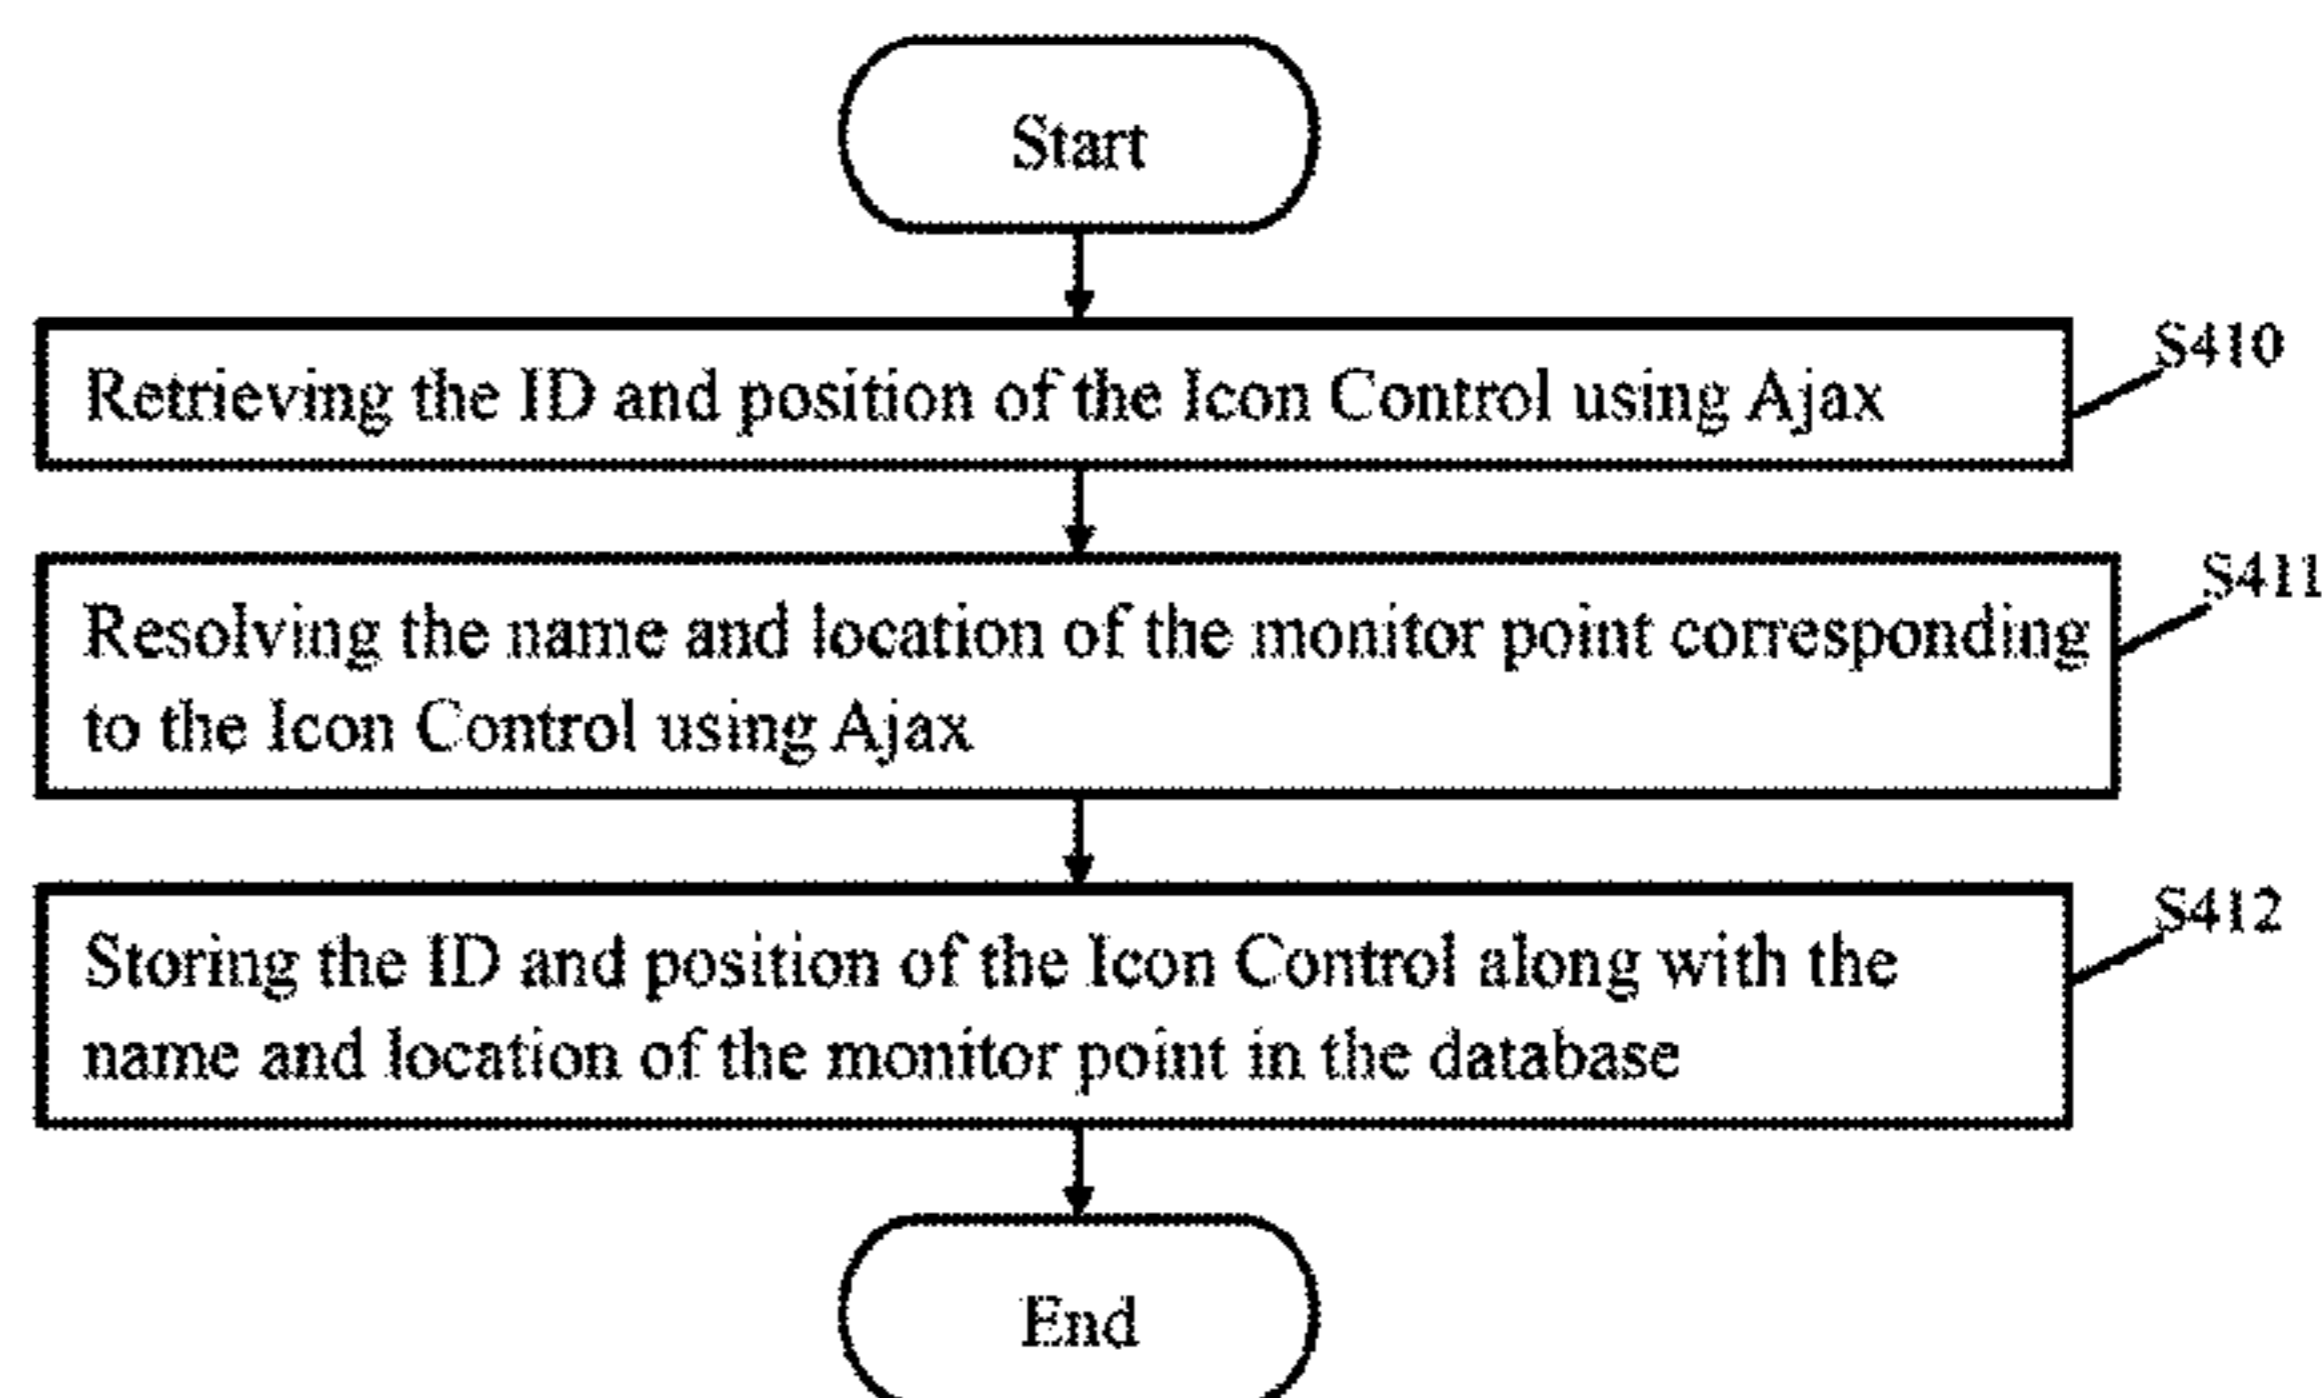 Start
Retrieving the ID and position of the Icon Control using Ajax
S410
Resolving the name and location of the monitor point corresponding
to the Icon Control using Ajax
S411
Storing the ID and position of the Icon Control along with the
name and location of the monitor point in the database
S412
End